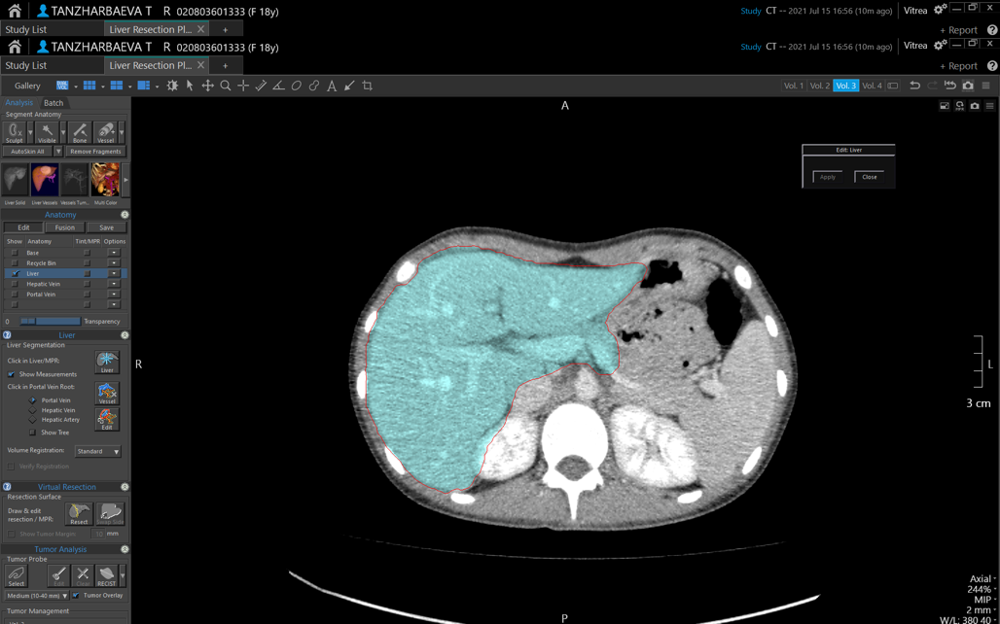 TANZHARBAEVA T R 020803601333 (F 18y) Study CT -- 2021 Jul 15 16:56 (10m ago) Vitrea
Study List Liver Resection Pl... X + + Report
TANZHARBAEVA T R 020803601333 (F 18y) Study CT -- 2021 Jul 15 16:56 (10m ago) Vitrea
Study List Liver Resection Pl... X + + Report
Gallery Vol. 1 Vol. 2 Vol. 3 Vol. 4
Analysis Batch
Segment Anatomy
Sculpt Visible Bone Vessel
AutoSkin All Remove Fragments
Liver Solid Liver Vessels Vessels Tum... Multi Color
Anatomy
Edit Fusion Save
Show Anatomy Tint/MPR Options
Base
Recycle Bin
Liver
Hepatic Vein
Portal Vein
0 Transparency
Liver
Liver Segmentation
Click in Liver/MPR:
Liver
Show Measurements
Click in Portal Vein Root:
Vessel
Portal Vein
Hepatic Vein
Hepatic Artery
Edit
Show Tree
Volume Registration: Standard
Verify Registration
Virtual Resection
Resection Surface
Draw & edit
resection / MPR:
Resect Swap Side
Show Tumor Margin 10 mm
Tumor Analysis
Tumor Probe
Select Edit Clear RECIST
Medium (10-40 mm) Tumor Overlay
Tumor Management
A
Edit: Liver
Apply Close
R
L
3 cm
P
Axial
244%
MIP
2 mm
W/L: 380 40